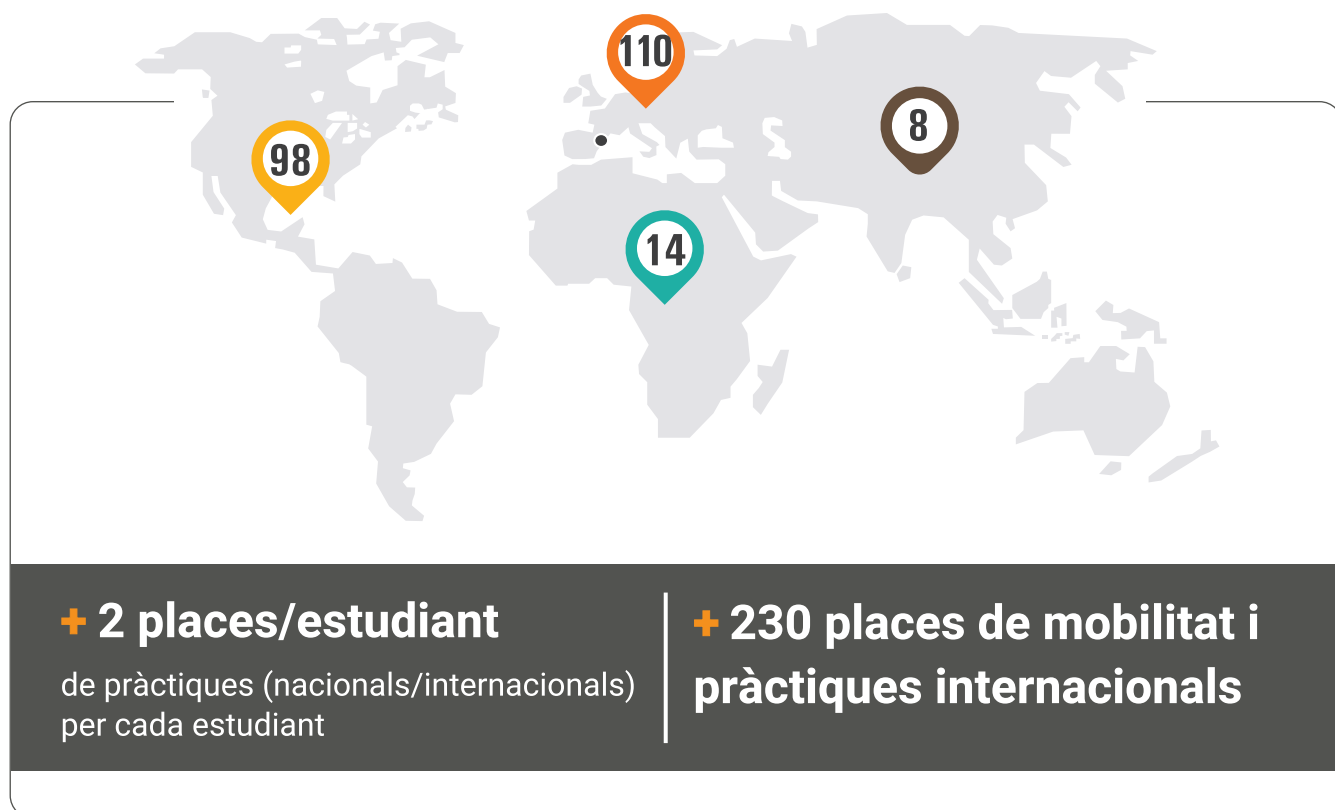 110
98
8
14
+ 2 places/estudiant
de pràctiques (nacionals/internacionals)
per cada estudiant
+ 230 places de mobilitat i
pràctiques internacionals